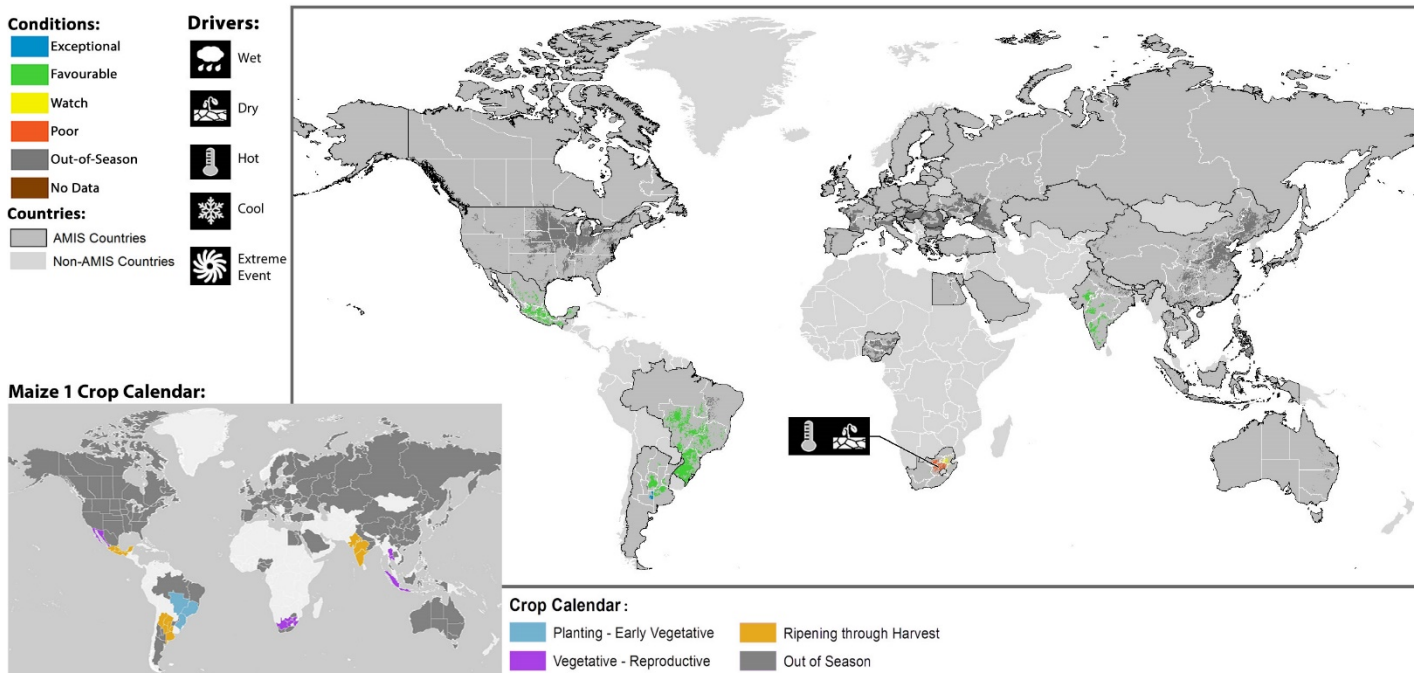 Conditions:
Exceptional
Favourable
Watch
Poor
Out-of-Season
No Data
Countries:
AMIS Countries
Non-AMIS Countries
Drivers:
Wet
Dry
Hot
Cool
Extreme
Event
Maize 1 Crop Calendar:
Crop Calendar :
Planting - Early Vegetative
Vegetative - Reproductive
Ripening through Harvest
Out of Season